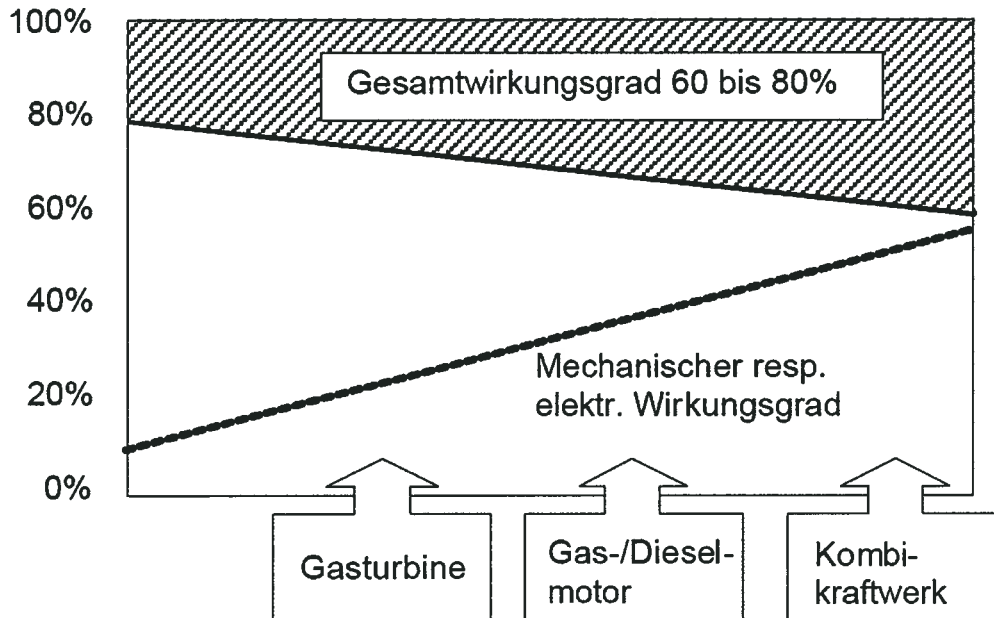 100%
Gesamtwirkungsgrad 60 bis 80%
80%
60%
40%
Mechanischer resp.
elektr. Wirkungsgrad
20%
0%
Gasturbine
Gas-/Diesel-
motor
Kombi-
kraftwerk